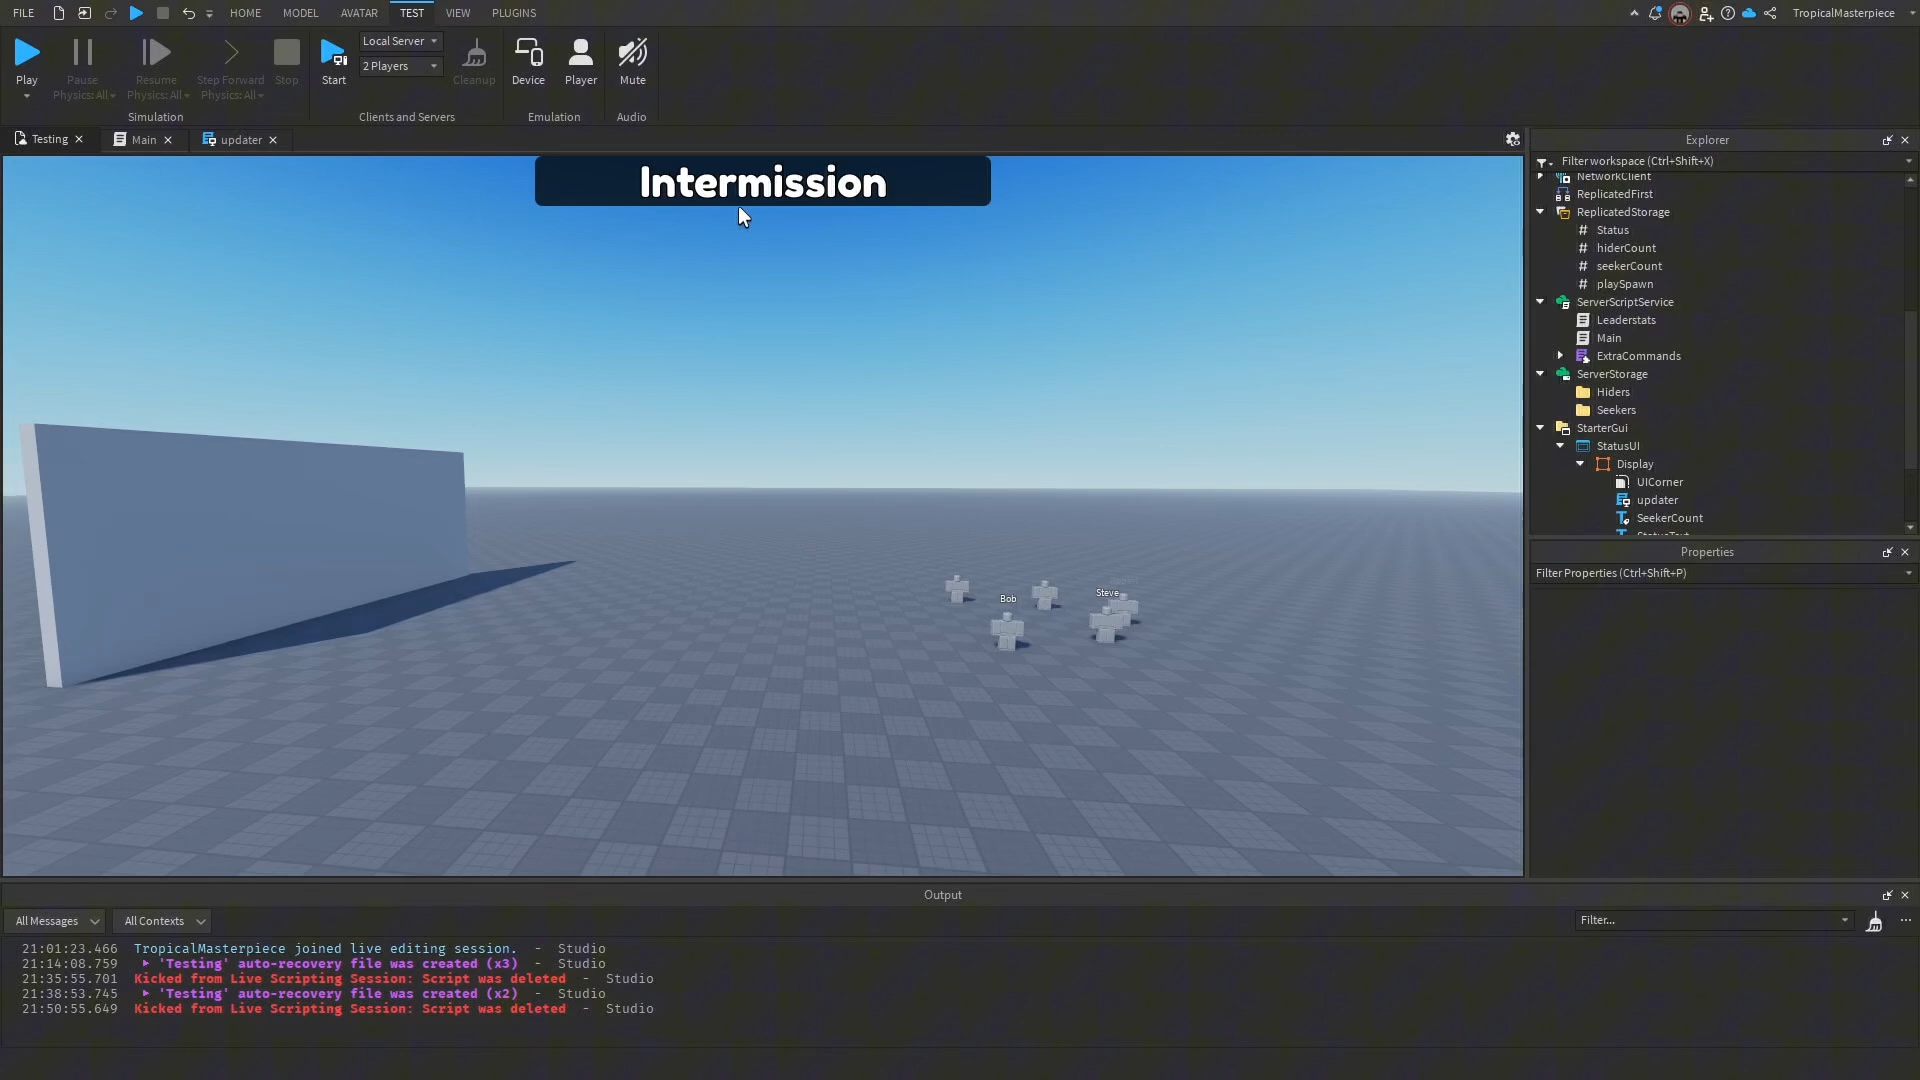 FILE HOME MODEL AVATAR TEST VIEW PLUGINS TropicalMasterpiece
Play Pause Resume Step Forward Stop Start Local Server 2 Players Cleanup Device Player Mute
Physics: All Physics: All Physics: All
Simulation Clients and Servers Emulation Audio
Testing Main updater
Intermission
Bob
Steve
Explorer
Filter workspace (Ctrl+Shift+X)
NetworkClient
ReplicatedFirst
ReplicatedStorage
# Status
# hiderCount
# seekerCount
# playSpawn
ServerScriptService
Leaderstats
Main
ExtraCommands
ServerStorage
Hiders
Seekers
StarterGui
StatusUI
Display
UICorner
updater
SeekerCount
StatusText
Properties
Filter Properties (Ctrl+Shift+P)
Output
All Messages All Contexts Filter...
21:01:23.466 TropicalMasterpiece joined live editing session. - Studio
21:14:08.759 'Testing' auto-recovery file was created (x3) - Studio
21:35:55.701 Kicked from Live Scripting Session: Script was deleted - Studio
21:38:53.745 'Testing' auto-recovery file was created (x2) - Studio
21:50:55.649 Kicked from Live Scripting Session: Script was deleted - Studio